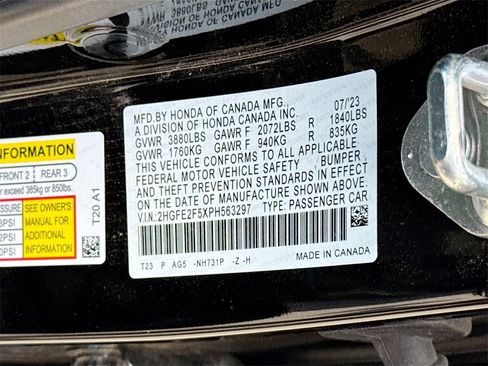 MFD.BY HONDA OF CANADA MFG., 07/23
A DIVISION OF HONDA CANADA INC.
GVWR 3880LBS GAWR F 2072LBS R 1840LBS
GVWR 1760KG GAWR F 940KG R 835KG
THIS VEHICLE CONFORMS TO ALL APPLICABLE
FEDERAL MOTOR VEHICLE SAFETY, BUMPER,
AND THEFT PREVENTION STANDARDS IN EFFECT
ON THE DATE OF MANUFACTURE SHOWN ABOVE.
V.I.N: 2HGFE2F5XPH563297 TYPE: PASSENGER CAR
T23 P AG5 -NH731P -Z -H
MADE IN CANADA
INFORMATION
FRONT 2 REAR 3
exceed 385kg or 850lbs.
SEE OWNER'S
MANUAL FOR
ADDITIONAL
INFORMATION
T20 A1